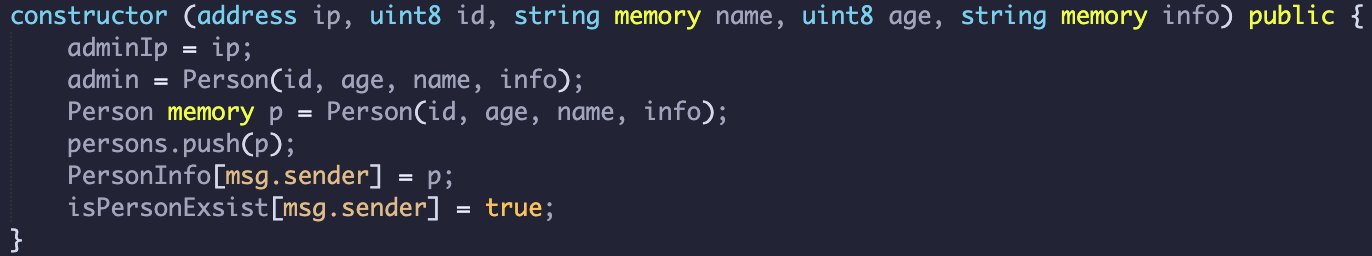 constructor (address ip, uint8 id, string memory name, uint8 age, string memory info) public {
    adminIp = ip;
    admin = Person(id, age, name, info);
    Person memory p = Person(id, age, name, info);
    persons.push(p);
    PersonInfo[msg.sender] = p;
    isPersonExsist[msg.sender] = true;
}